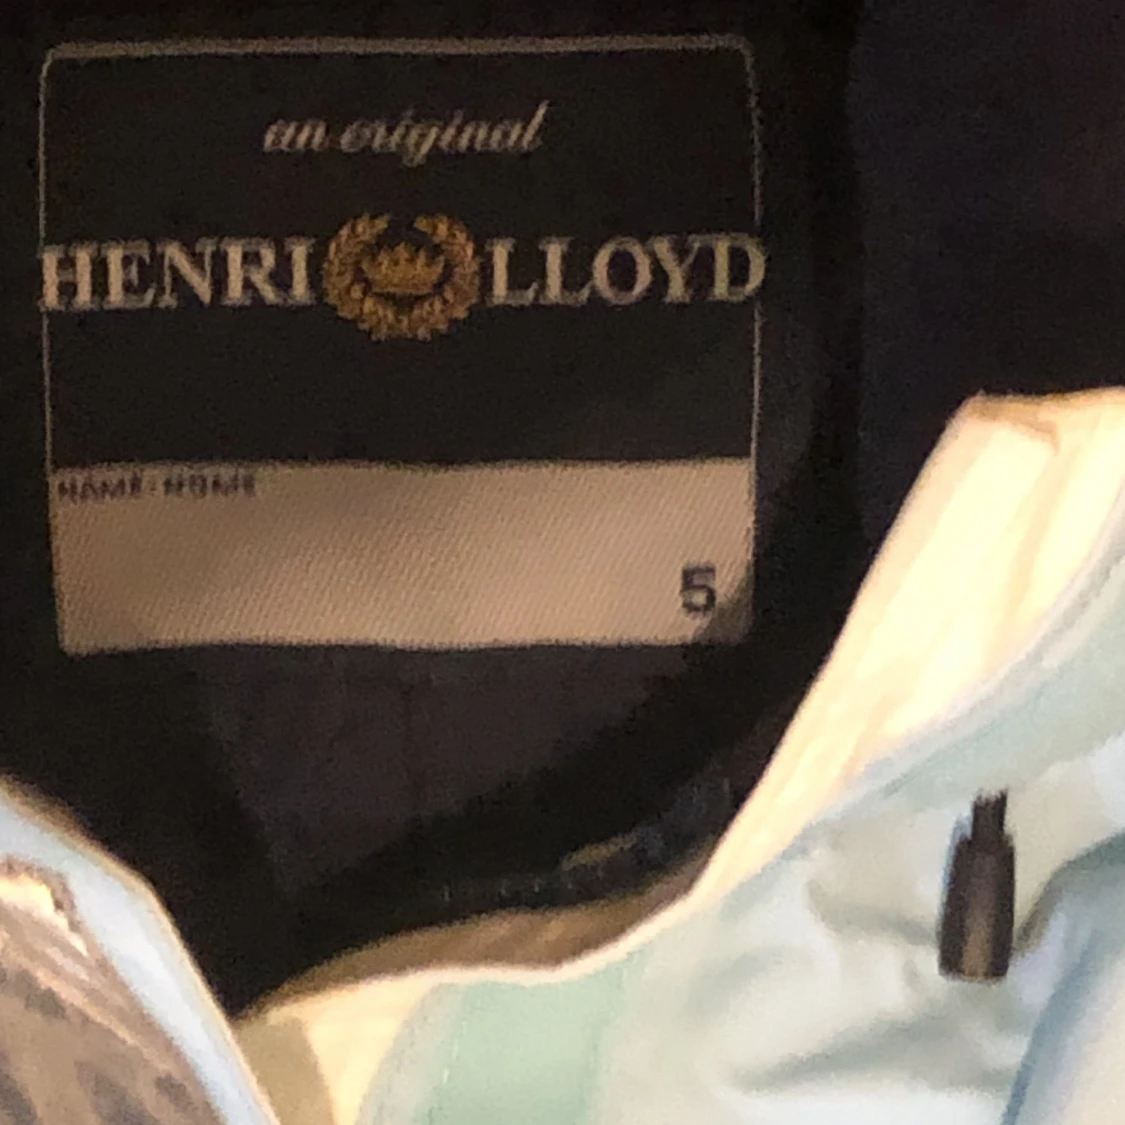 an original
HENRI LLOYD
NAME · NOME
5